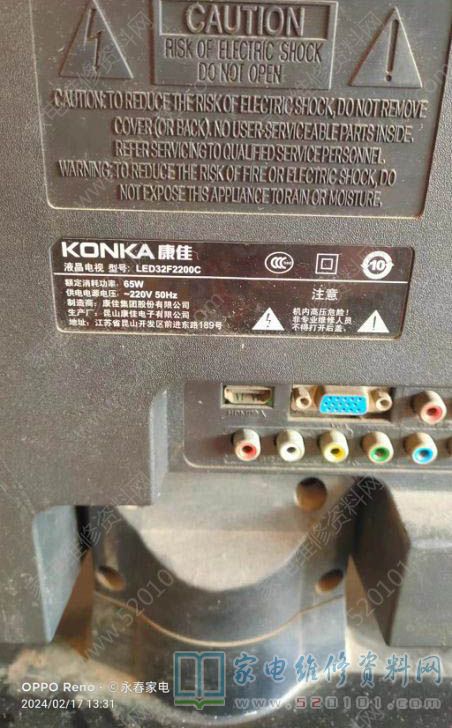 CAUTION
RISK OF ELECTRIC SHOCK
DO NOT OPEN
CAUTION: TO REDUCE THE RISK OF ELECTRIC SHOCK, DO NOT REMOVE
COVER (OR BACK). NO USER-SERVICEABLE PARTS INSIDE.
REFER SERVICING TO QUALIFIED SERVICE PERSONNEL.
WARNING: TO REDUCE THE RISK OF FIRE OR ELECTRIC SHOCK, DO
NOT EXPOSE THIS APPLIANCE TO RAIN OR MOISTURE.
KONKA 康佳
液晶电视 型号: LED32F2200C
额定消耗功率: 65W
供电电源电压: ~220V 50Hz
制造商: 康佳集团股份有限公司
生产厂: 昆山康佳电子有限公司
地址: 江苏省昆山开发区前进东路189号
10
注意
机内高压危险!
非专业维修人员
不得打开后盖。
OPPO Reno · © 永春家电
2024/02/17 13:31
家电维修资料网
www.520101.com